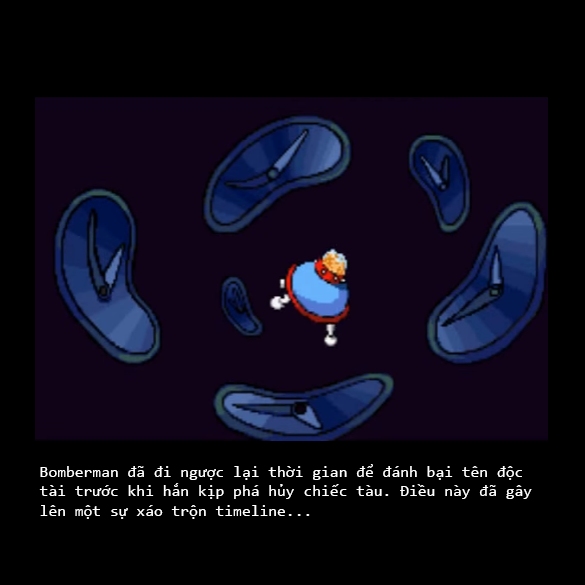 Bomberman đã đi ngược lại thời gian để đánh bại tên độc
tài trước khi hắn kịp phá hủy chiếc tàu. Điều này đã gây
lên một sự xáo trộn timeline...